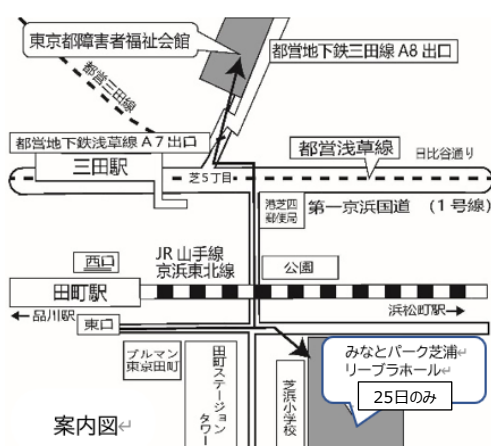 東京都障害者福祉会館
都営地下鉄三田線 A8 出口
都営三田線
都営地下鉄浅草線 A7 出口
三田駅
都営浅草線
日比谷通り
芝5丁目
港芝四
郵便局
第一京浜国道 (1 号線)
西口
JR 山手線
京浜東北線
公園
田町駅
←品川駅
浜松町駅→
東口
プルマン
東京田町
田町ステーション
タワー
芝浜小学校
みなとパーク芝浦↵
リーブラホール↵
25日のみ
案内図↵